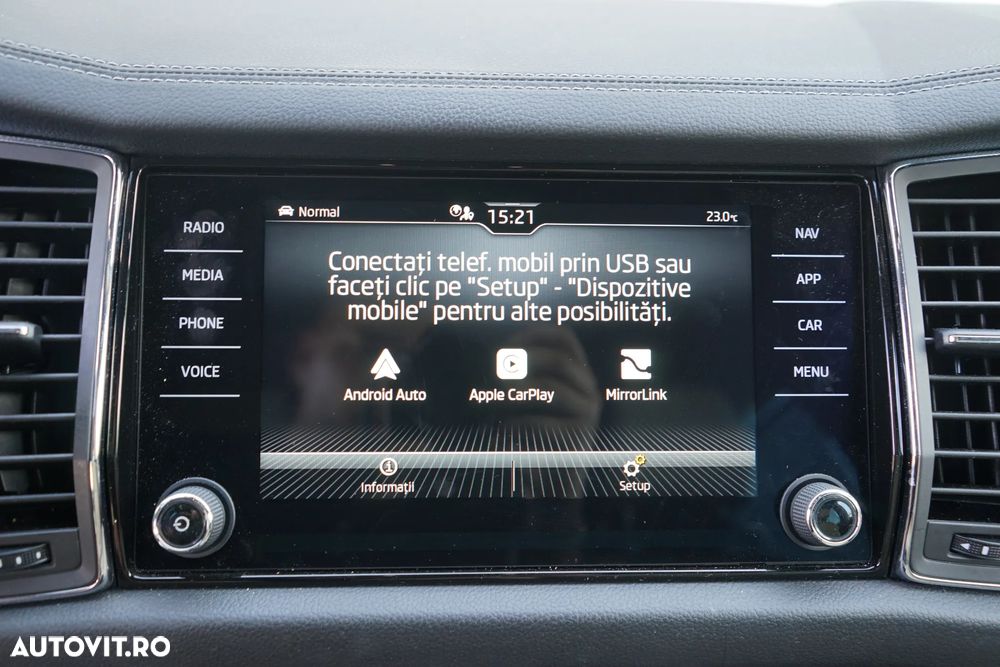 RADIO
MEDIA
PHONE
VOICE
Normal
15:21
23.0°C
Conectați telef. mobil prin USB sau
faceți clic pe "Setup" - "Dispozitive
mobile" pentru alte posibilități.
Android Auto
Apple CarPlay
MirrorLink
Informații
Setup
NAV
APP
CAR
MENU
AUTOVIT.RO